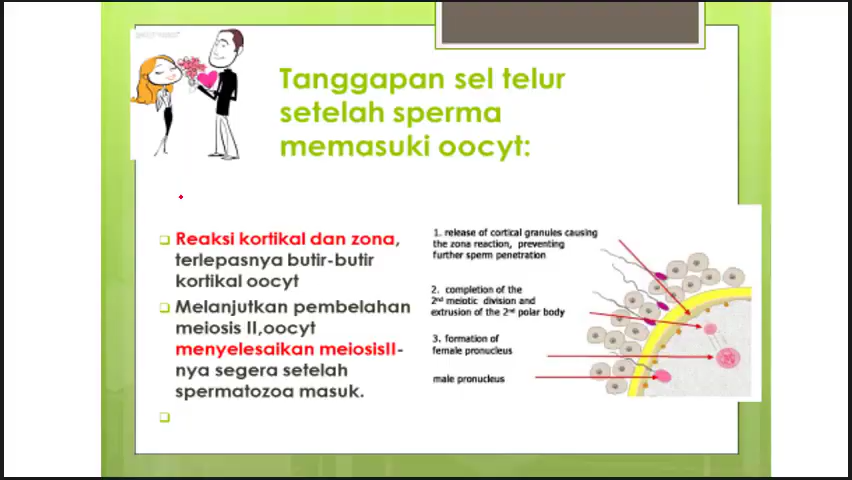 Tanggapan sel telur
setelah sperma
memasuki oocyt:
Reaksi kortikal dan zona,
terlepasnya butir-butir
kortikal oocyt
Melanjutkan pembelahan
meiosis II,oocyt
menyelesaikan meiosisII-
nya segera setelah
spermatozoa masuk.
1. release of cortical granules causing
the zona reaction, preventing
further sperm penetration
2. completion of the
2nd meiotic division and
extrusion of the 2nd polar body
3. formation of
female pronucleus
male pronucleus